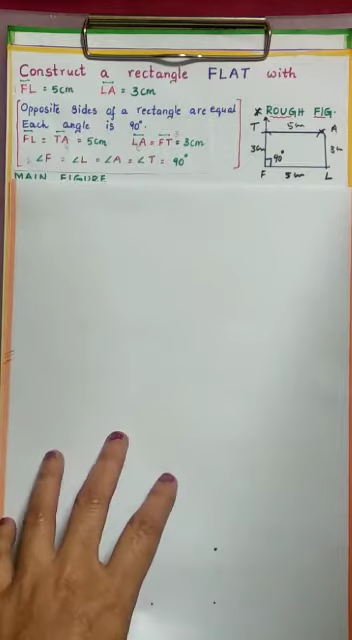 Construct a rectangle FLAT with
FL = 5cm LA = 3cm
Opposite sides of a rectangle are equal
Each angle is 90°.
FL = TA = 5cm LA = FT = 3cm
∠F = ∠L = ∠A = ∠T = 90°
* ROUGH FIG.
T 5cm A
3cm 3
90°
F 5cm L
MAIN FIGURE